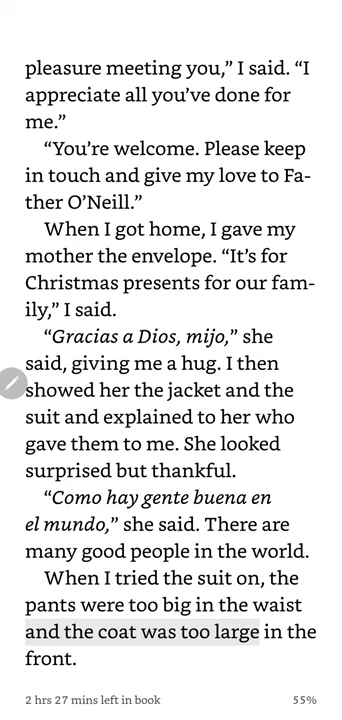 pleasure meeting you,” I said. “I
appreciate all you’ve done for
me.”
“You’re welcome. Please keep
in touch and give my love to Fa-
ther O’Neill.”
When I got home, I gave my
mother the envelope. “It’s for
Christmas presents for our fam-
ily,” I said.
“Gracias a Dios, mijo,” she
said, giving me a hug. I then
showed her the jacket and the
suit and explained to her who
gave them to me. She looked
surprised but thankful.
“Como hay gente buena en
el mundo,” she said. There are
many good people in the world.
When I tried the suit on, the
pants were too big in the waist
and the coat was too large in the
front.
2 hrs 27 mins left in book 55%